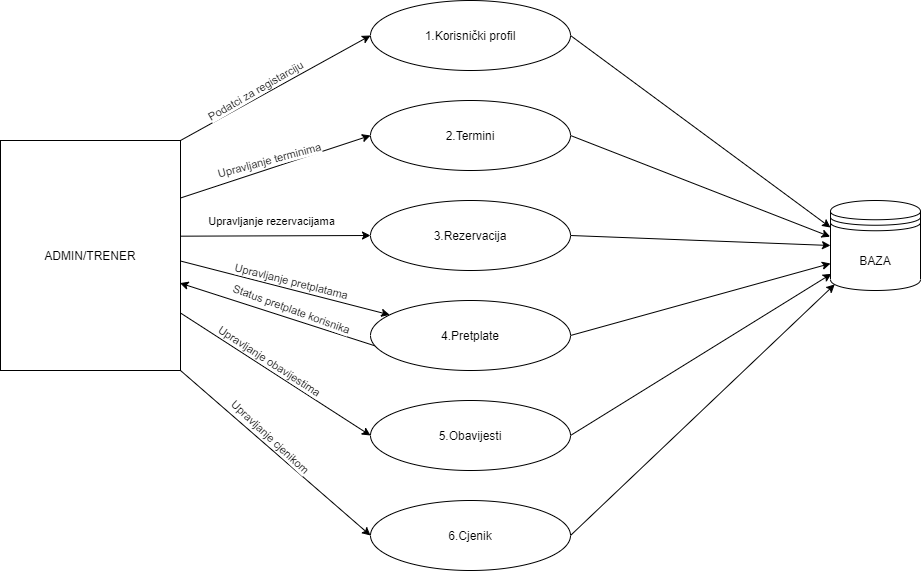 1.Korisnički profil
Podatci za registarciju
2.Termini
Upravljanje terminima
Upravljanje rezervacijama
3.Rezervacija
ADMIN/TRENER
BAZA
Upravljanje pretplatama
Status pretplate korisnika
4.Pretplate
Upravljanje obavijestima
5.Obavijesti
Upravljanje cjenikom
6.Cjenik